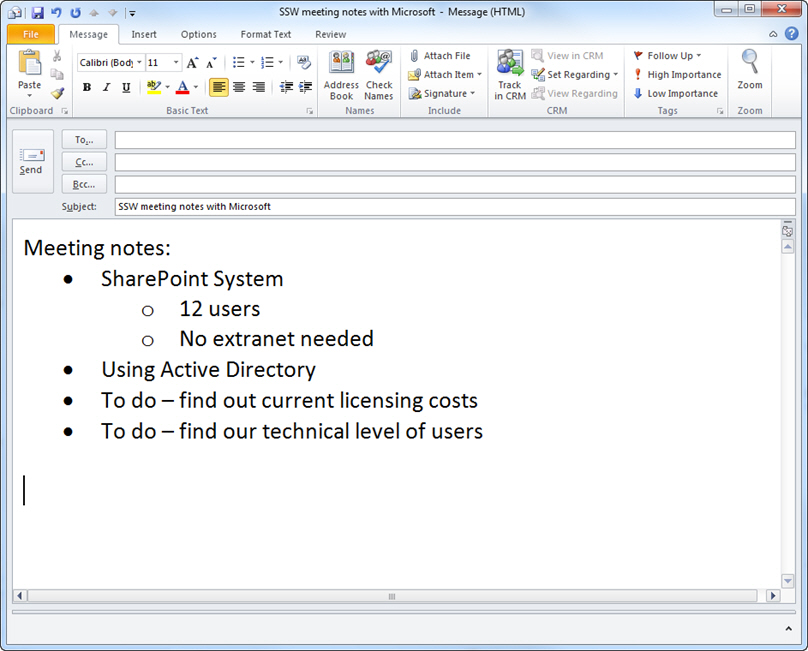 SSW meeting notes with Microsoft - Message (HTML)
File Message Insert Options Format Text Review
Calibri (Body 11 Attach File View in CRM Follow Up
Attach Item Set Regarding High Importance
Paste B I U ab A Address Book Check Names Signature Track in CRM View Regarding Low Importance Zoom
Clipboard Basic Text Names Include CRM Tags Zoom
To...
Cc...
Send
Bcc...
Subject: SSW meeting notes with Microsoft
Meeting notes:
• SharePoint System
o 12 users
o No extranet needed
• Using Active Directory
• To do – find out current licensing costs
• To do – find our technical level of users